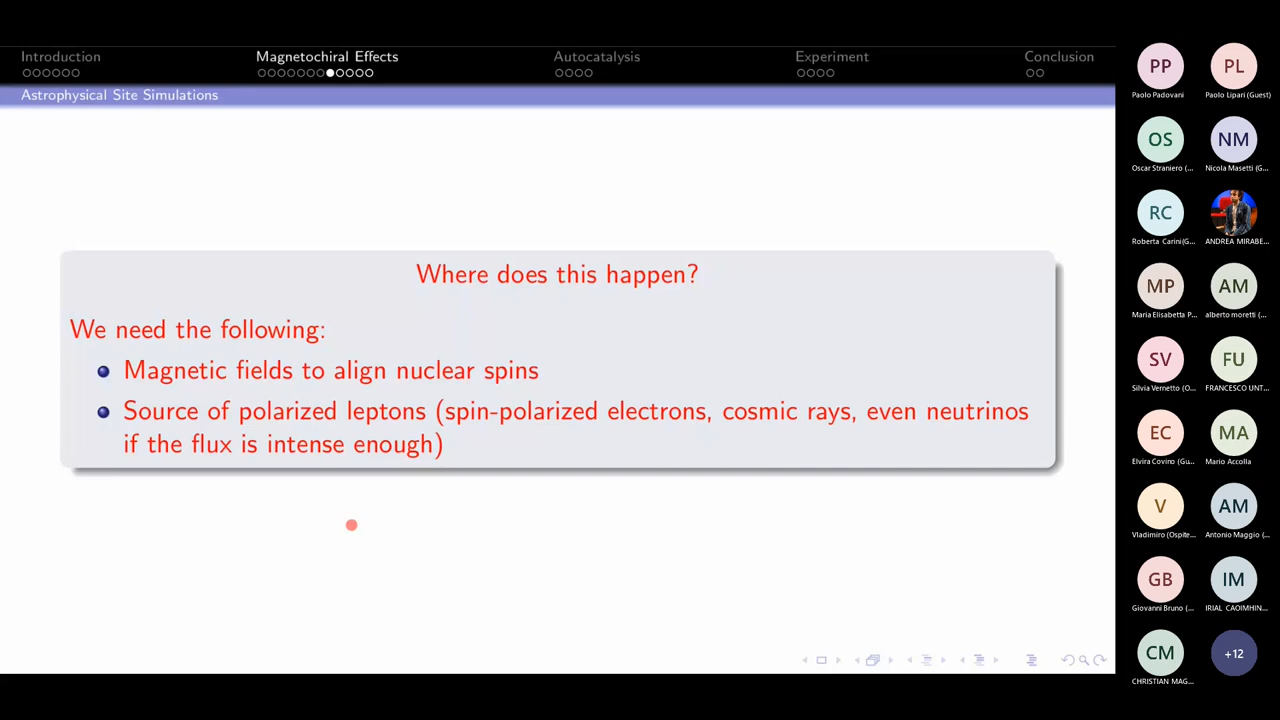 Introduction
Magnetochiral Effects
Autocatalysis
Experiment
Conclusion
Astrophysical Site Simulations
Where does this happen?
We need the following:
Magnetic fields to align nuclear spins
Source of polarized leptons (spin-polarized electrons, cosmic rays, even neutrinos
if the flux is intense enough)
PP
PL
Paolo Padovani
Paolo Lipari (Guest)
OS
NM
Oscar Straniero (...
Nicola Masetti (G...
RC
Roberta Carini(G...
ANDREA MIRABE...
MP
AM
Maria Elisabetta P...
alberto moretti (...
SV
FU
Silvia Vernetto (O...
FRANCESCO UNT...
EC
MA
Elvira Covino (Gu...
Mario Accolla
V
AM
Vladimiro (Ospite...
Antonio Maggio (...
GB
IM
Giovanni Bruno (...
IRIAL CAOIMHIN...
CM
+12
CHRISTIAN MAG...